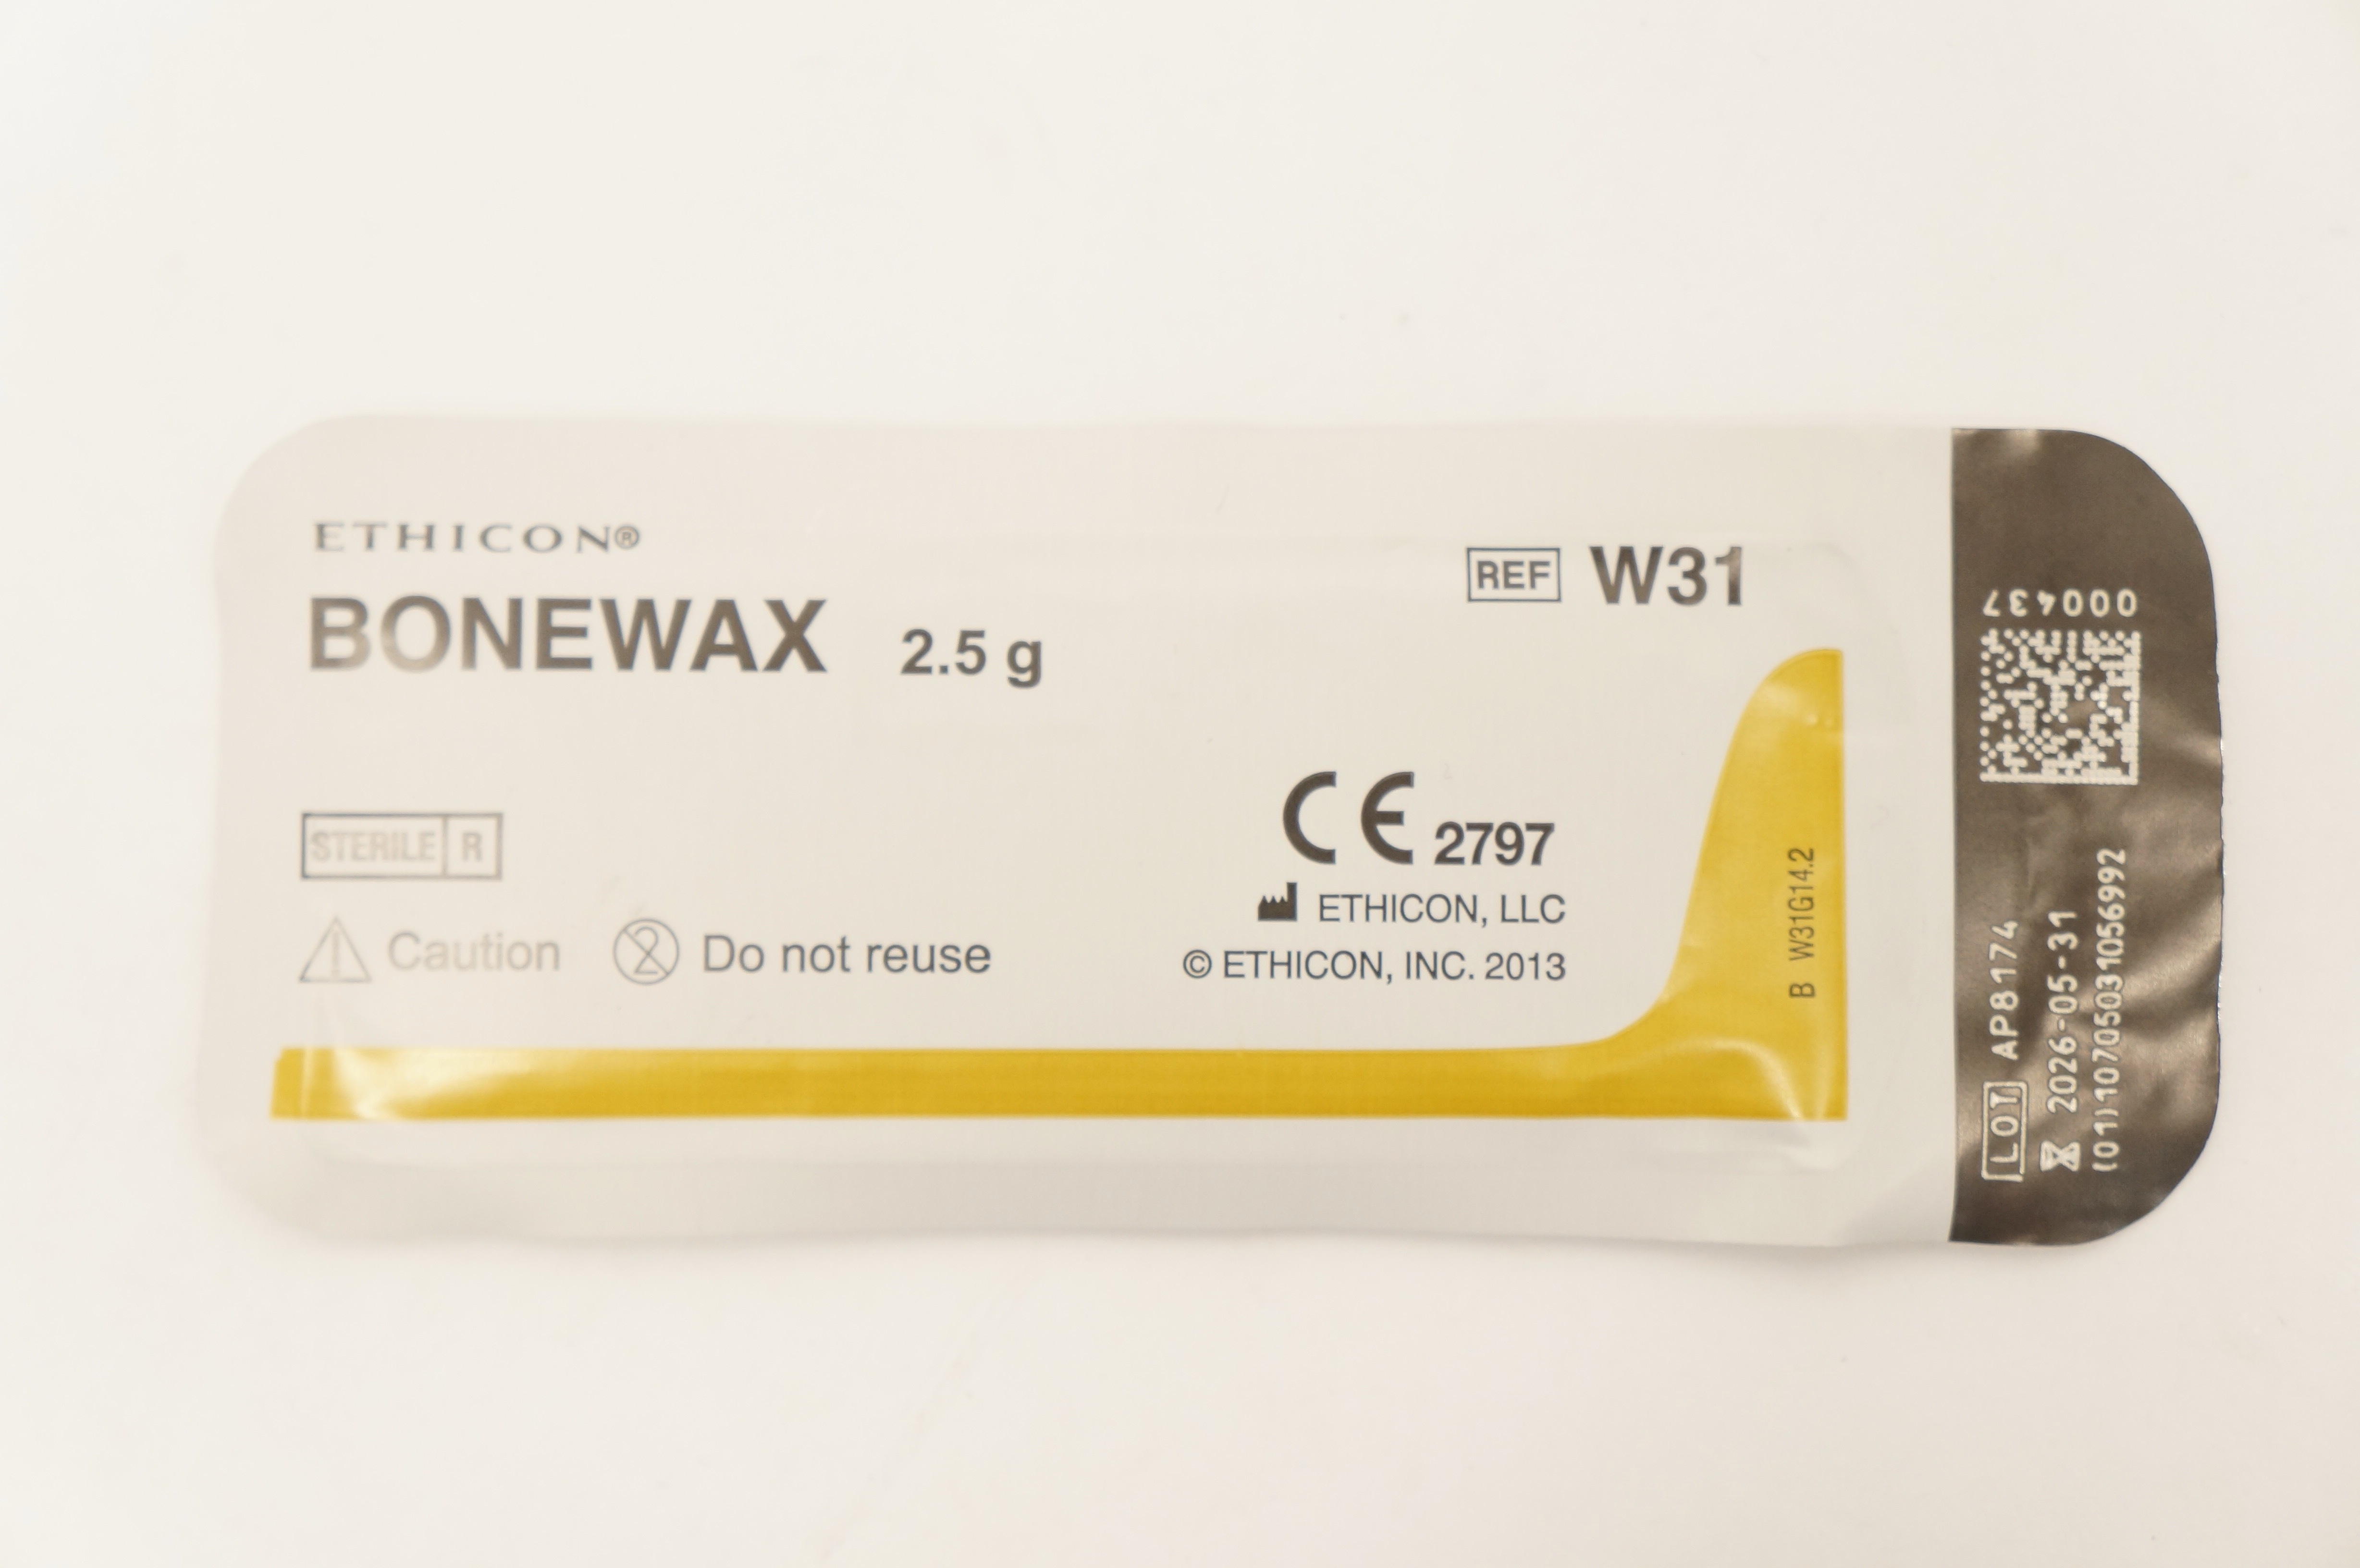 ETHICON®
BONEWAX 2.5 g
REF W31
STERILE R
Caution Do not reuse
CE 2797
ETHICON, LLC
© ETHICON, INC. 2013
B W31G14.2
000437
LOT AP8174
2026-05-31
(01)10705031056992